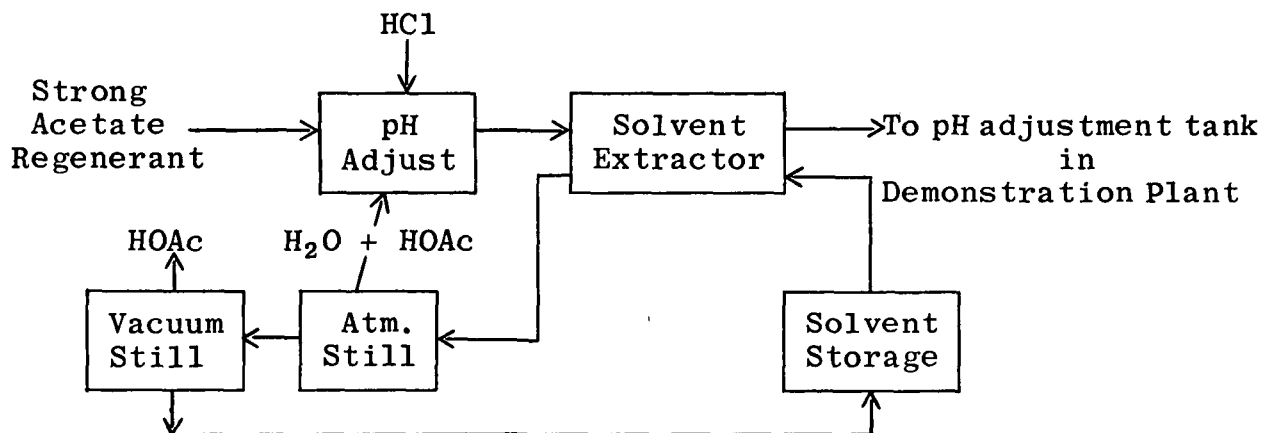 HCl
Strong
Acetate
Regenerant
pH
Adjust
Solvent
Extractor
To pH adjustment tank
in
Demonstration Plant
HOAc
H₂O + HOAc
Vacuum
Still
Atm.
Still
Solvent
Storage